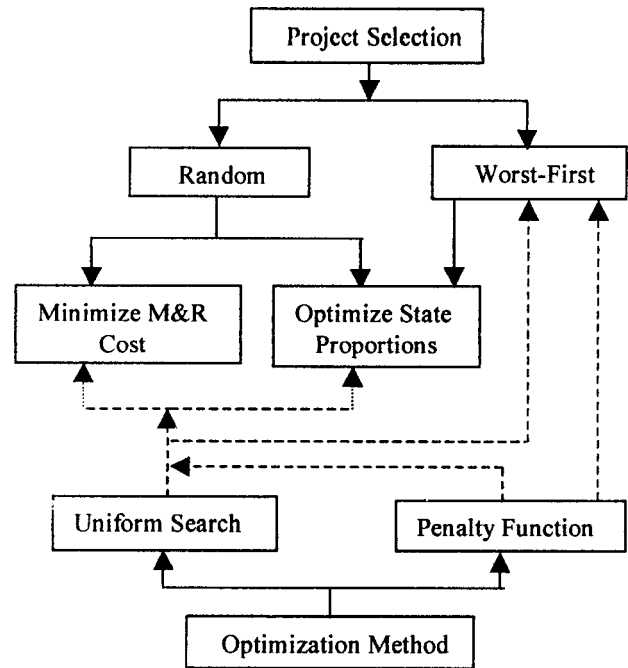 Project Selection
Random
Worst-First
Minimize M&R
Cost
Optimize State
Proportions
Uniform Search
Penalty Function
Optimization Method